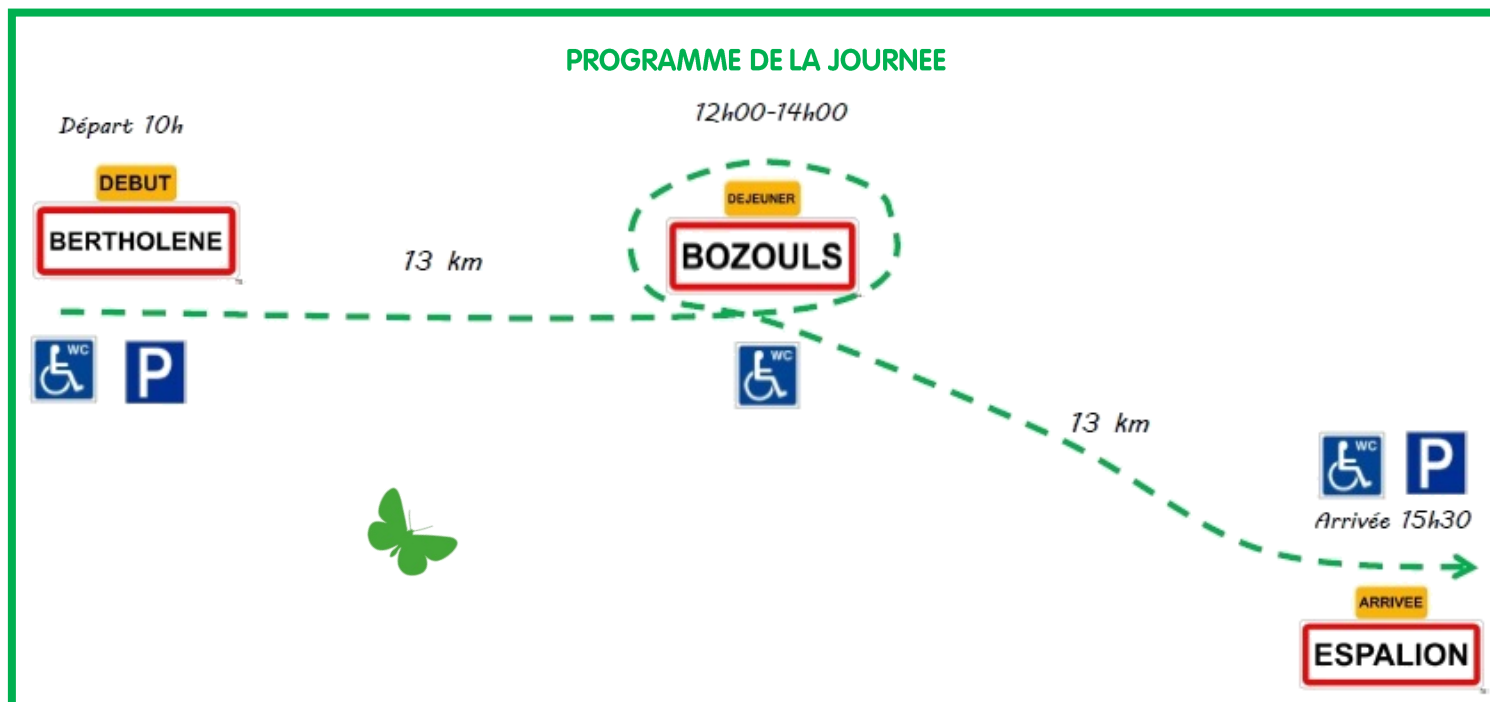 PROGRAMME DE LA JOURNEE
Départ 10h
12h00-14h00
DEBUT
BERTHOLENE
DEJEUNER
BOZOULS
13 km
WC
P
WC
13 km
WC
P
Arrivée 15h30
ARRIVEE
ESPALION